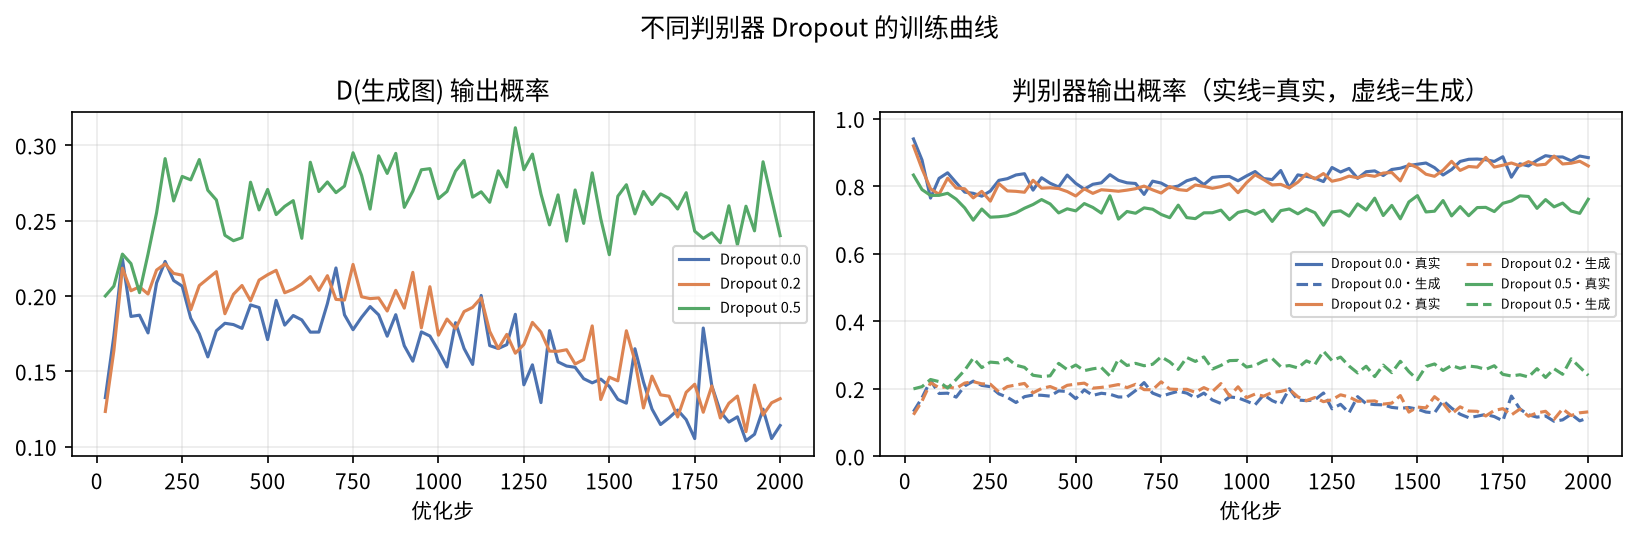 不同判别器 Dropout 的训练曲线
D(生成图) 输出概率
0.30
0.25
0.20
0.15
0.10
0 250 500 750 1000 1250 1500 1750 2000
优化步
Dropout 0.0
Dropout 0.2
Dropout 0.5
判别器输出概率（实线=真实，虚线=生成）
1.0
0.8
0.6
0.4
0.2
0.0
0 250 500 750 1000 1250 1500 1750 2000
优化步
Dropout 0.0·真实
Dropout 0.0·生成
Dropout 0.2·真实
Dropout 0.2·生成
Dropout 0.5·真实
Dropout 0.5·生成